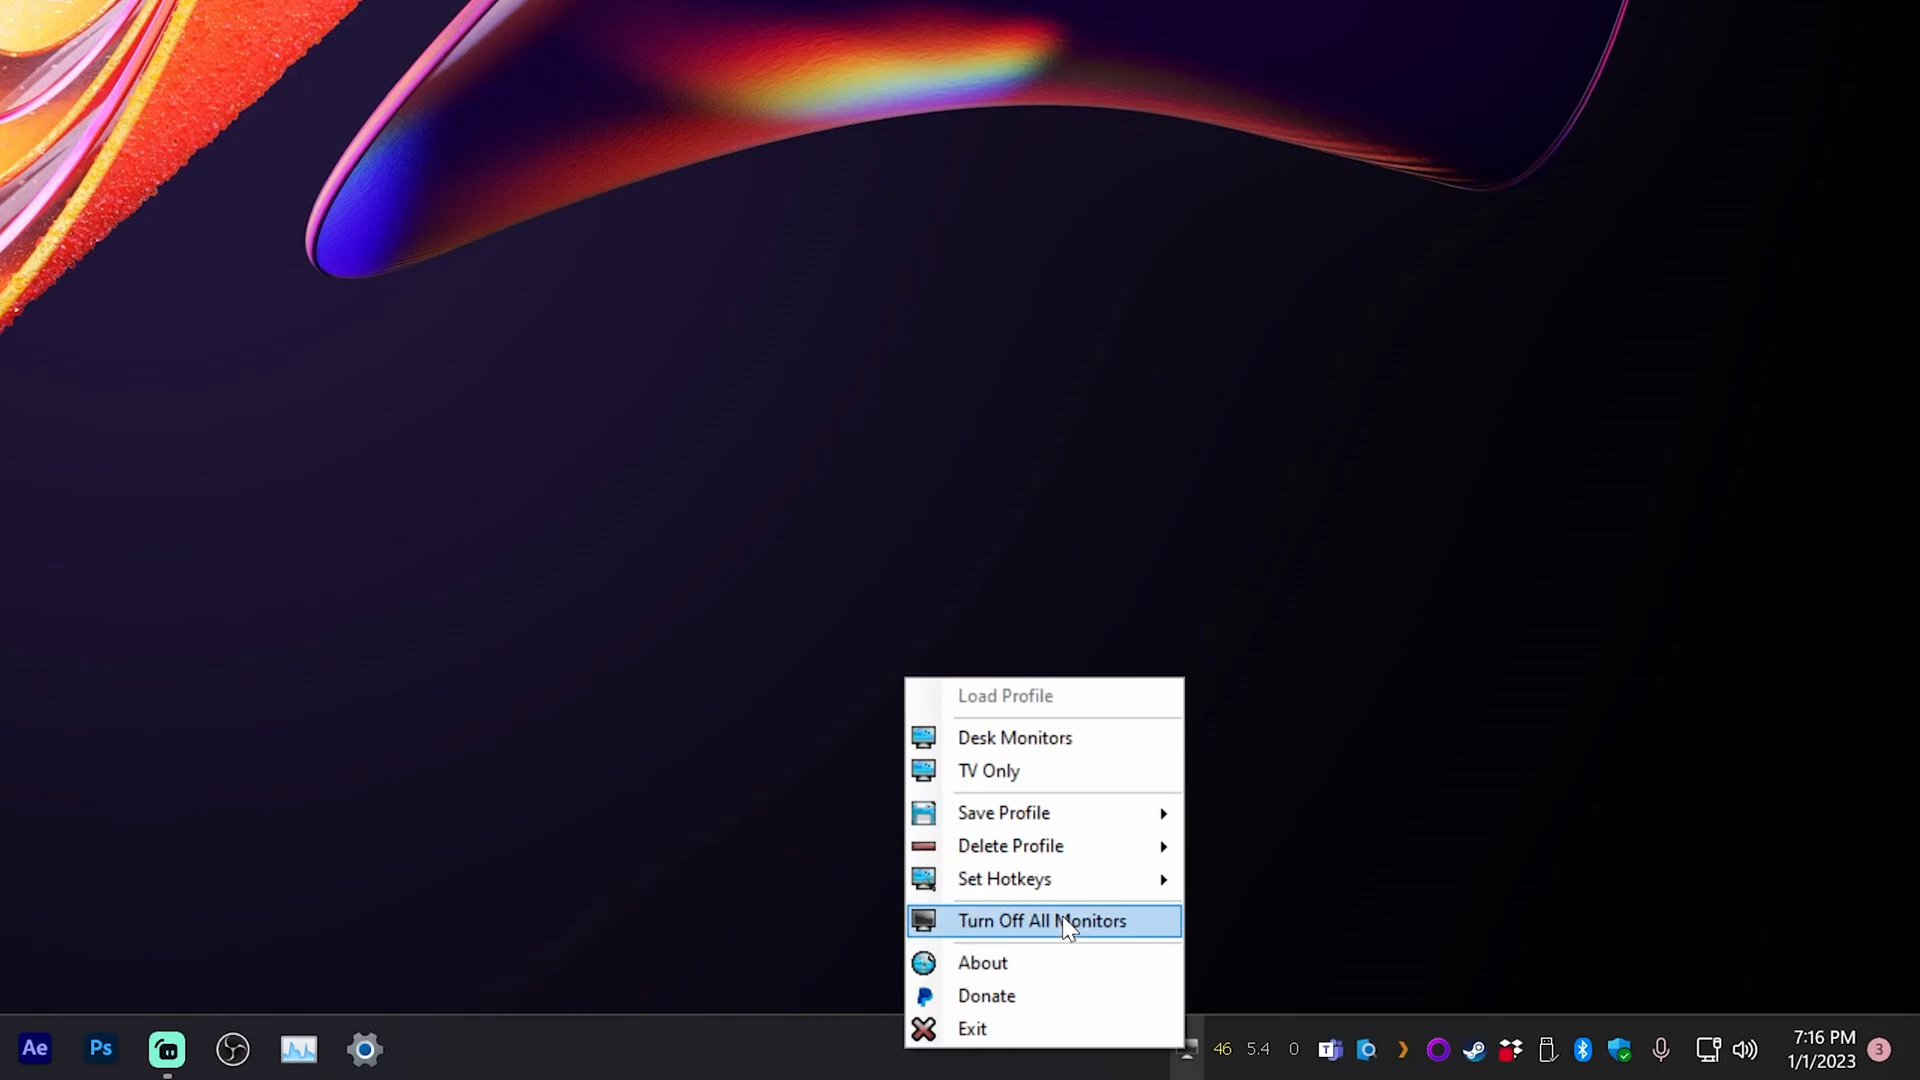 Load Profile
Desk Monitors
TV Only
Save Profile
Delete Profile
Set Hotkeys
Turn Off All Monitors
About
Donate
Exit
Ae
Ps
46
5.4
0
7:16 PM
1/1/2023
3